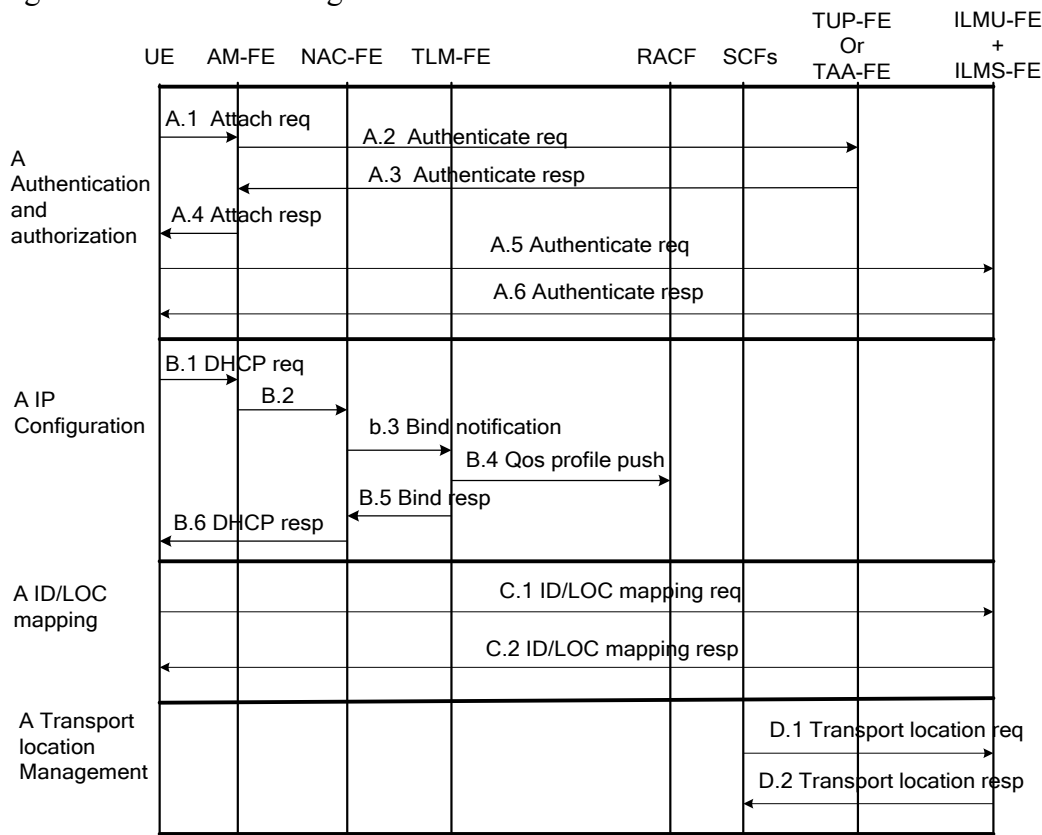 TUP-FE
Or
TAA-FE
ILMU-FE
+
ILMS-FE
UE AM-FE NAC-FE TLM-FE RACF SCFs
A
Authentication
and
authorization
A.1 Attach req
A.2 Authenticate req
A.3 Authenticate resp
A.4 Attach resp
A.5 Authenticate req
A.6 Authenticate resp
A IP
Configuration
B.1 DHCP req
B.2
b.3 Bind notification
B.4 Qos profile push
B.5 Bind resp
B.6 DHCP resp
A ID/LOC
mapping
C.1 ID/LOC mapping req
C.2 ID/LOC mapping resp
A Transport
location
Management
D.1 Transport location req
D.2 Transport location resp